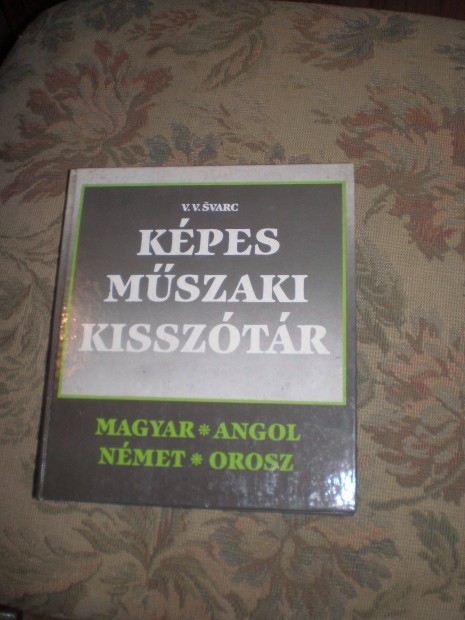 V. V. ŠVARC
KÉPES
MŰSZAKI
KISSZÓTÁR
MAGYAR * ANGOL
NÉMET * OROSZ